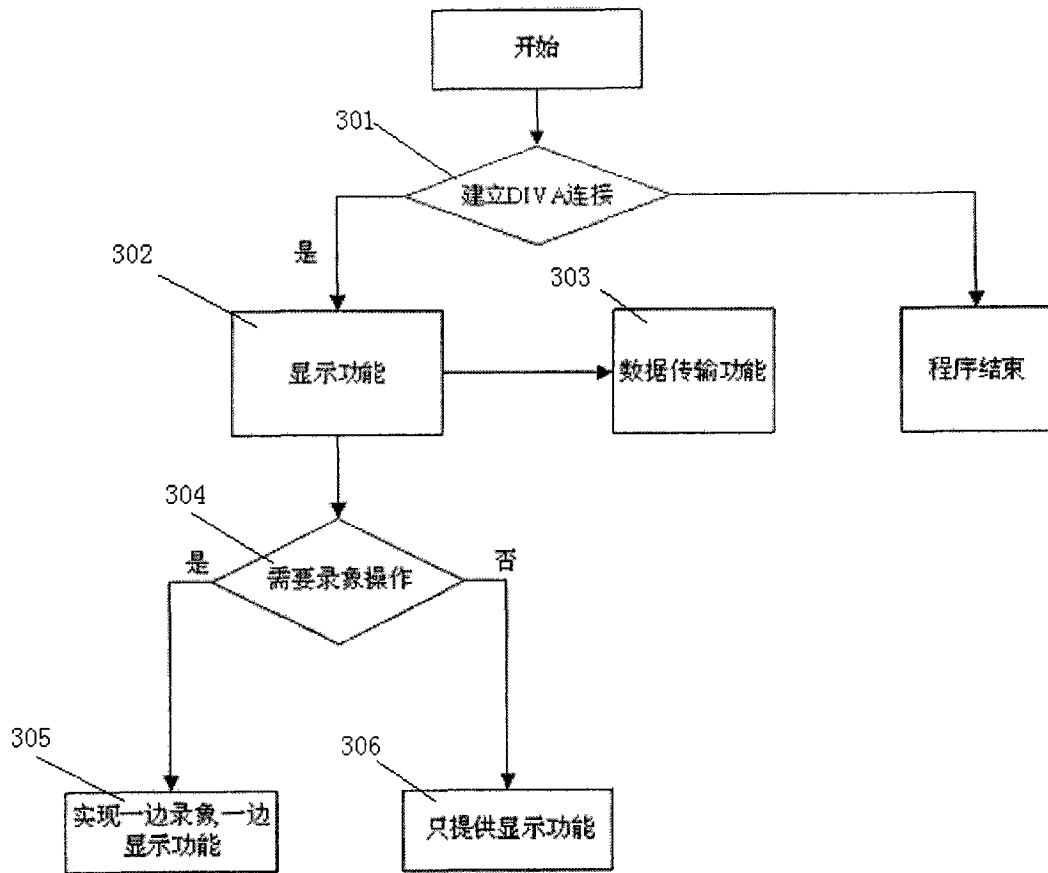 开始
301
建立DIVA连接
是
302
303
显示功能
数据传输功能
程序结束
304
是
否
需要录象操作
305
306
实现一边录象,一边
显示功能
只提供显示功能